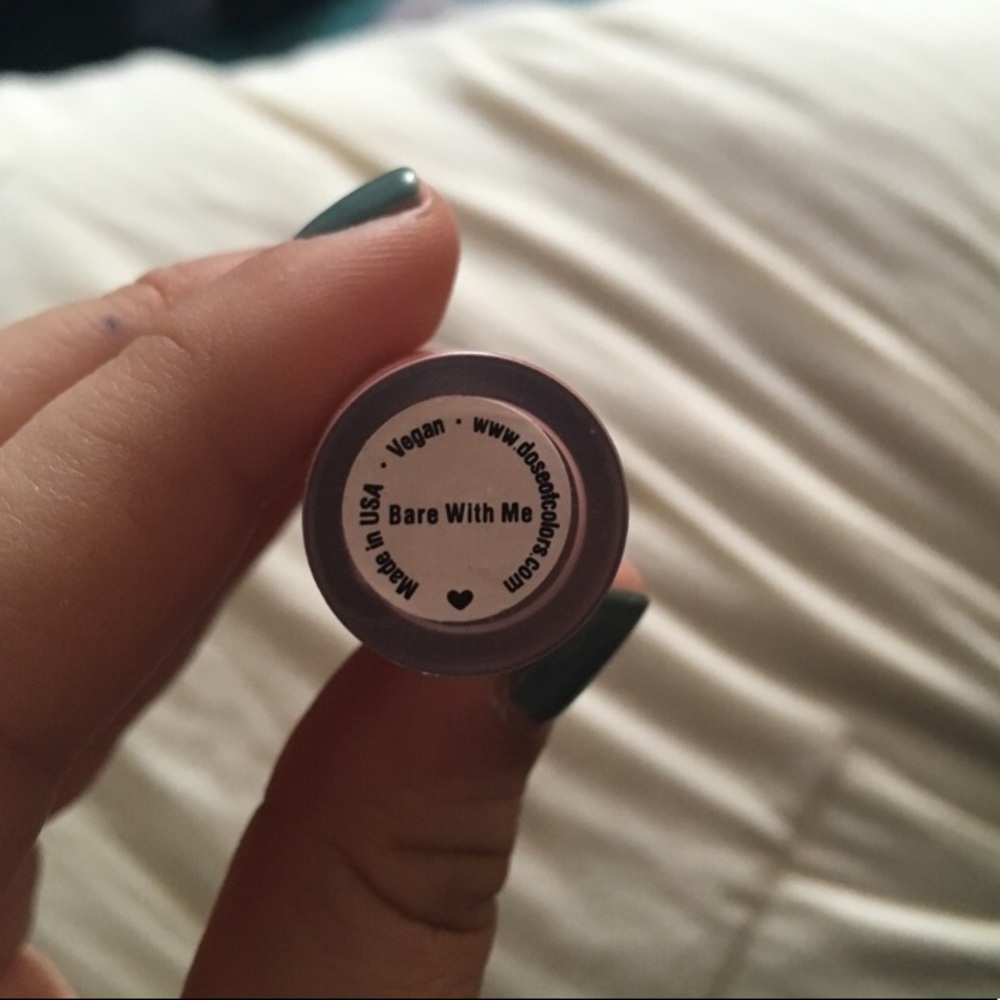 Made in USA · Vegan · www.doseofcolors.com
Bare With Me
♥